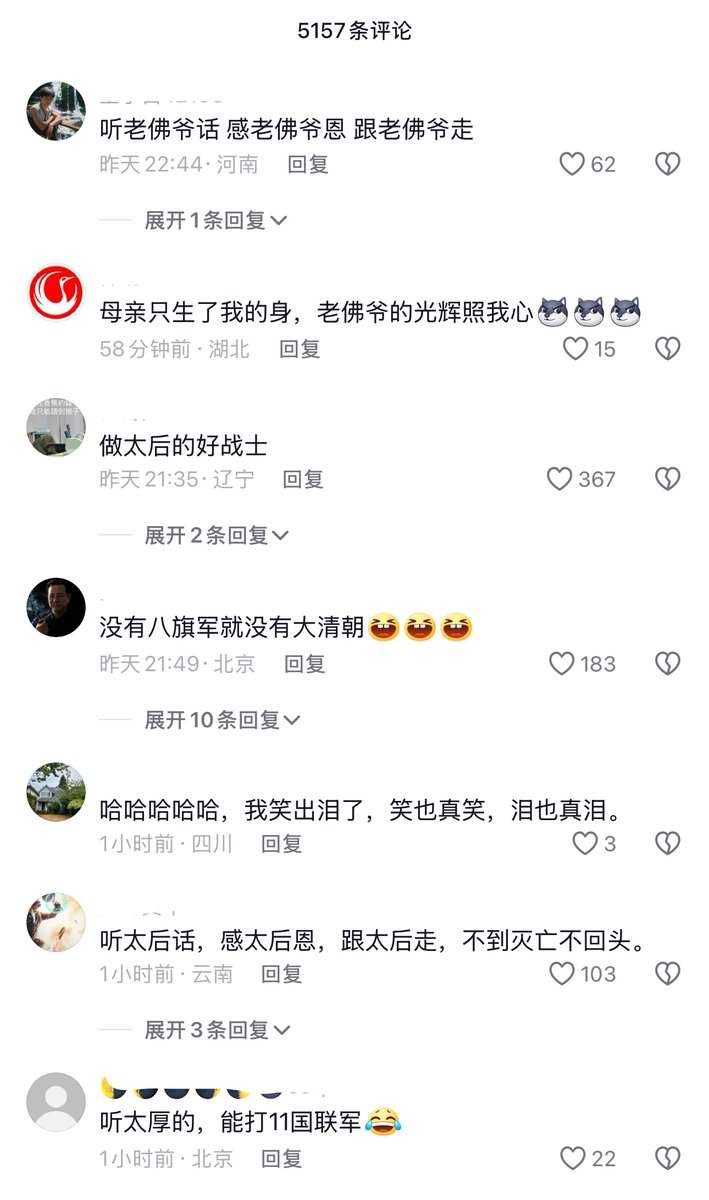 5157条评论
听老佛爷话 感老佛爷恩 跟老佛爷走
昨天 22:44 · 河南 回复 62
展开1条回复
母亲只生了我的身，老佛爷的光辉照我心
58分钟前 · 湖北 回复 15
做太后的好战士
昨天 21:35 · 辽宁 回复 367
展开2条回复
没有八旗军就没有大清朝😆😆😆
昨天 21:49 · 北京 回复 183
展开10条回复
哈哈哈哈哈，我笑出泪了，笑也真笑，泪也真泪。
1小时前 · 四川 回复 3
听太后话，感太后恩，跟太后走，不到灭亡不回头。
1小时前 · 云南 回复 103
展开3条回复
听太厚的，能打11国联军😂
1小时前 · 北京 回复 22